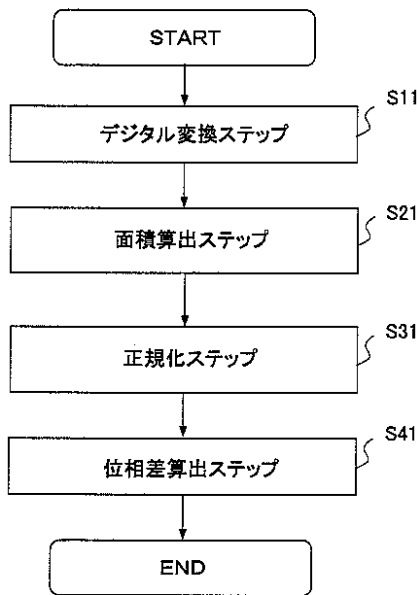 START
S11
デジタル変換ステップ
S21
面積算出ステップ
S31
正規化ステップ
S41
位相差算出ステップ
END